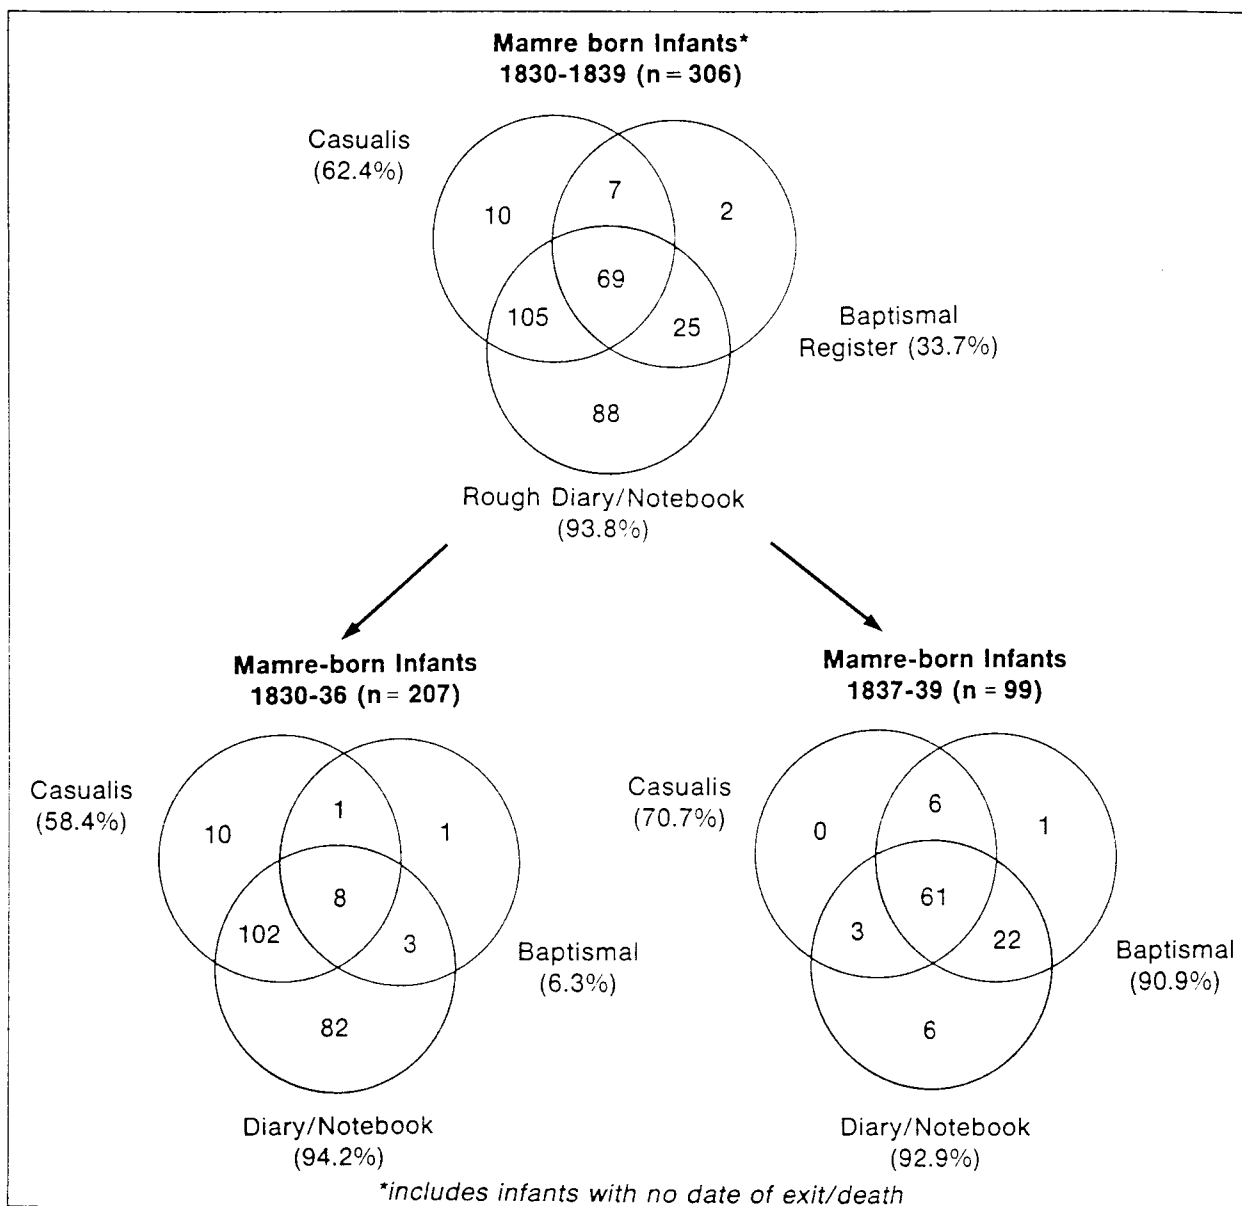 Mamre born Infants*
1830-1839 (n = 306)
Casualis
(62.4%)
7
10
2
69
105
25
Baptismal
Register (33.7%)
88
Rough Diary/Notebook
(93.8%)
Mamre-born Infants
1830-36 (n = 207)
Casualis
(58.4%)
1
10
1
8
102
3
Baptismal
(6.3%)
82
Diary/Notebook
(94.2%)
Mamre-born Infants
1837-39 (n = 99)
Casualis
(70.7%)
6
0
1
61
3
22
Baptismal
(90.9%)
6
Diary/Notebook
(92.9%)
*includes infants with no date of exit/death